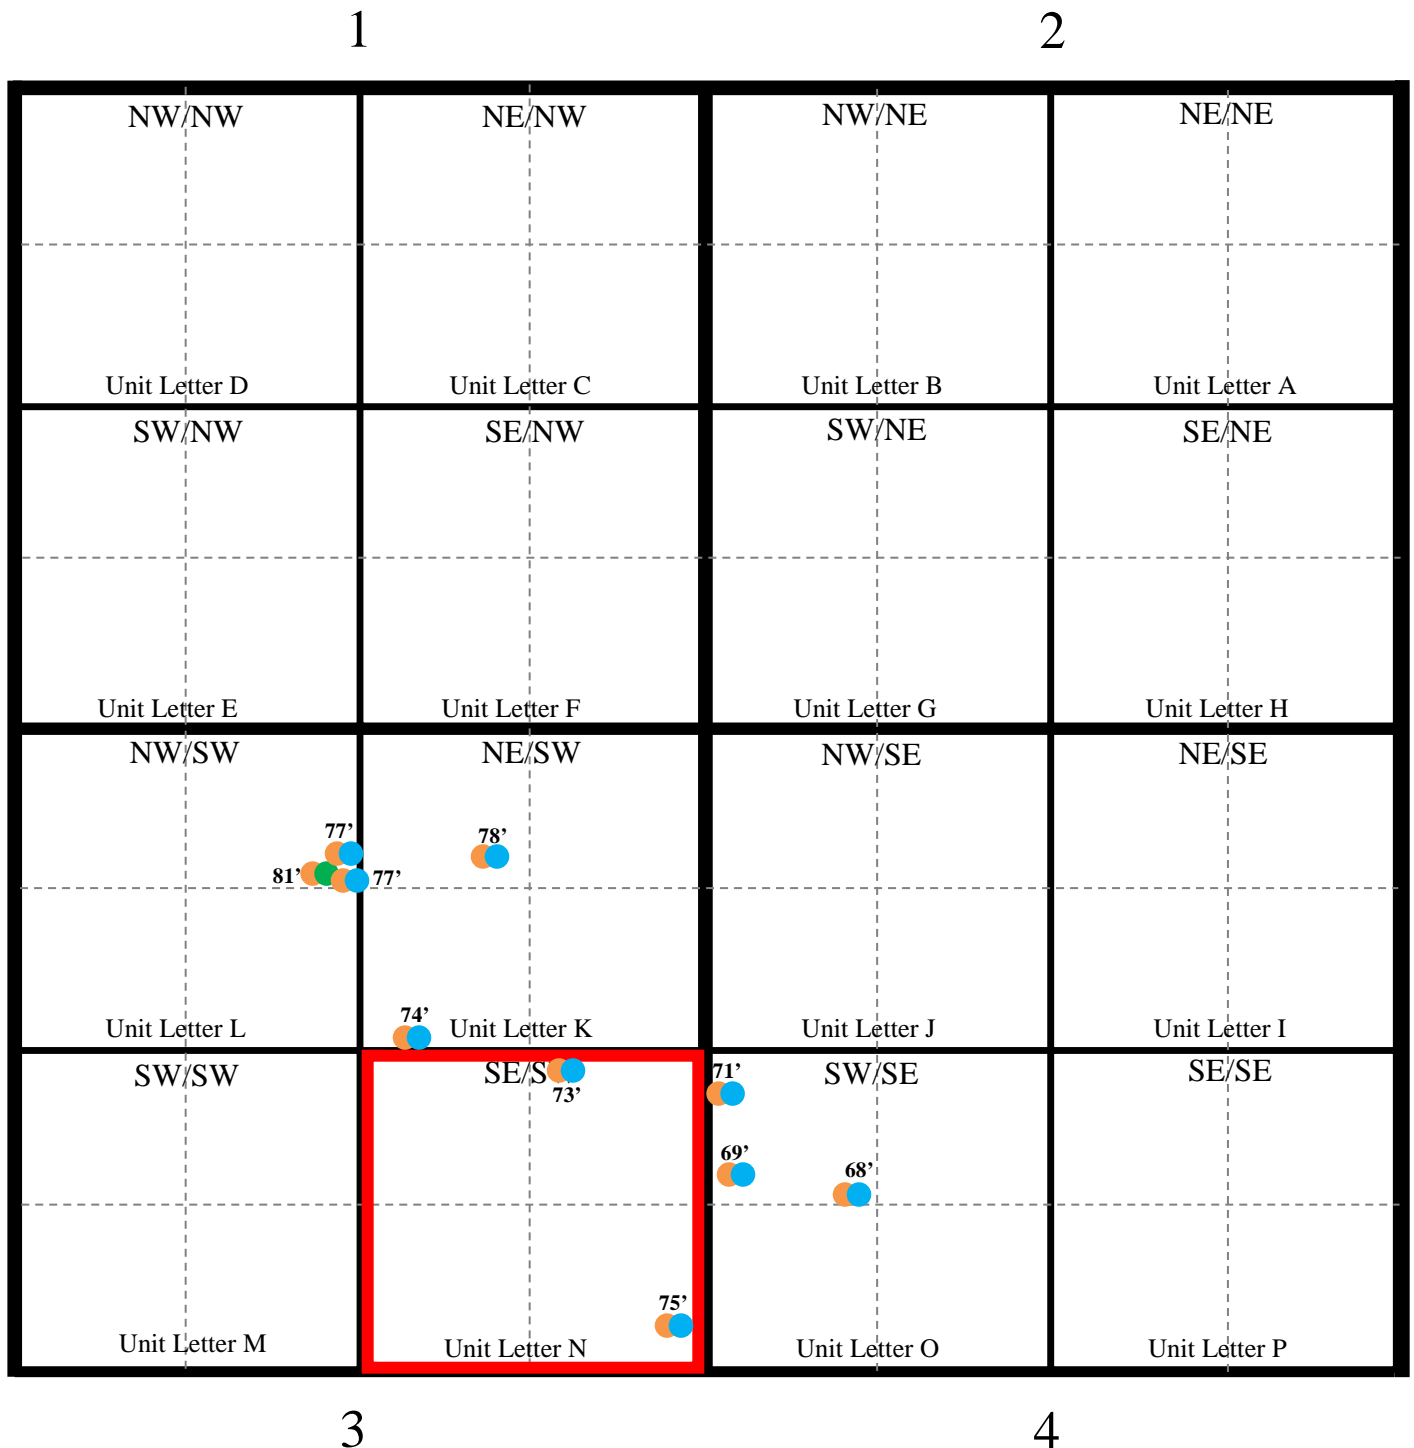 1
2
NW/NW
NE/NW
NW/NE
NE/NE
Unit Letter D
Unit Letter C
Unit Letter B
Unit Letter A
SW/NW
SE/NW
SW/NE
SE/NE
Unit Letter E
Unit Letter F
Unit Letter G
Unit Letter H
NW/SW
NE/SW
NW/SE
NE/SE
77’
78’
81’
77’
74’
Unit Letter L
Unit Letter K
Unit Letter J
Unit Letter I
SW/SW
SE/S
71’
SW/SE
SE/SE
73’
69’
68’
75’
Unit Letter M
Unit Letter N
Unit Letter O
Unit Letter P
3
4